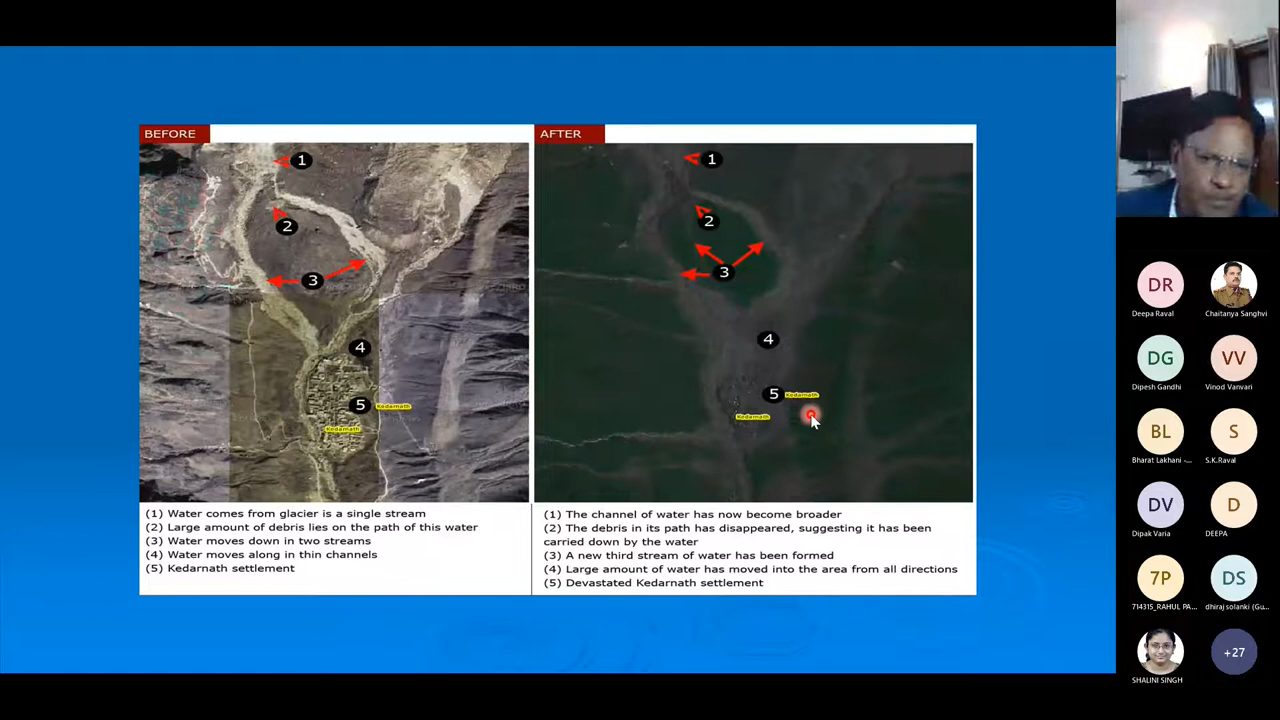 BEFORE
AFTER
1
2
3
4
5
Kedarnath
Kedarnath
1
2
3
4
5
Kedarnath
Kedarnath
(1) Water comes from glacier is a single stream
(2) Large amount of debris lies on the path of this water
(3) Water moves down in two streams
(4) Water moves along in thin channels
(5) Kedarnath settlement
(1) The channel of water has now become broader
(2) The debris in its path has disappeared, suggesting it has been
carried down by the water
(3) A new third stream of water has been formed
(4) Large amount of water has moved into the area from all directions
(5) Devastated Kedarnath settlement
DR
Deepa Raval
Chaitanya Sanghvi
DG
Dipesh Gandhi
VV
Vinod Vanvari
BL
Bharat Lakhani -...
S
S.K.Raval
DV
Dipak Varia
D
DEEPA
7P
714315_RAHUL PA...
DS
dhiraj solanki (Gu...
SHALINI SINGH
+27